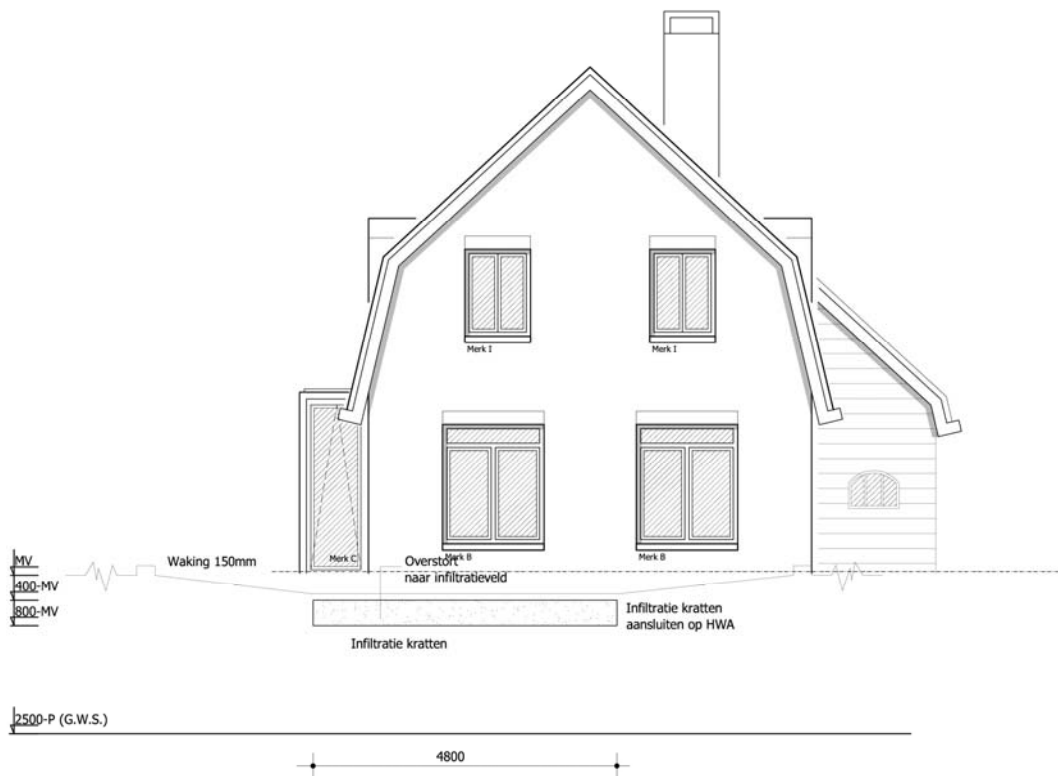 Merk I
Merk I
MV
Waking 150mm
Merk C
Merk B
Merk B
Overstort
naar infiltratieveld
400-MV
800-MV
Infiltratie kratten
aansluiten op HWA
Infiltratie kratten
2500-P (G.W.S.)
4800